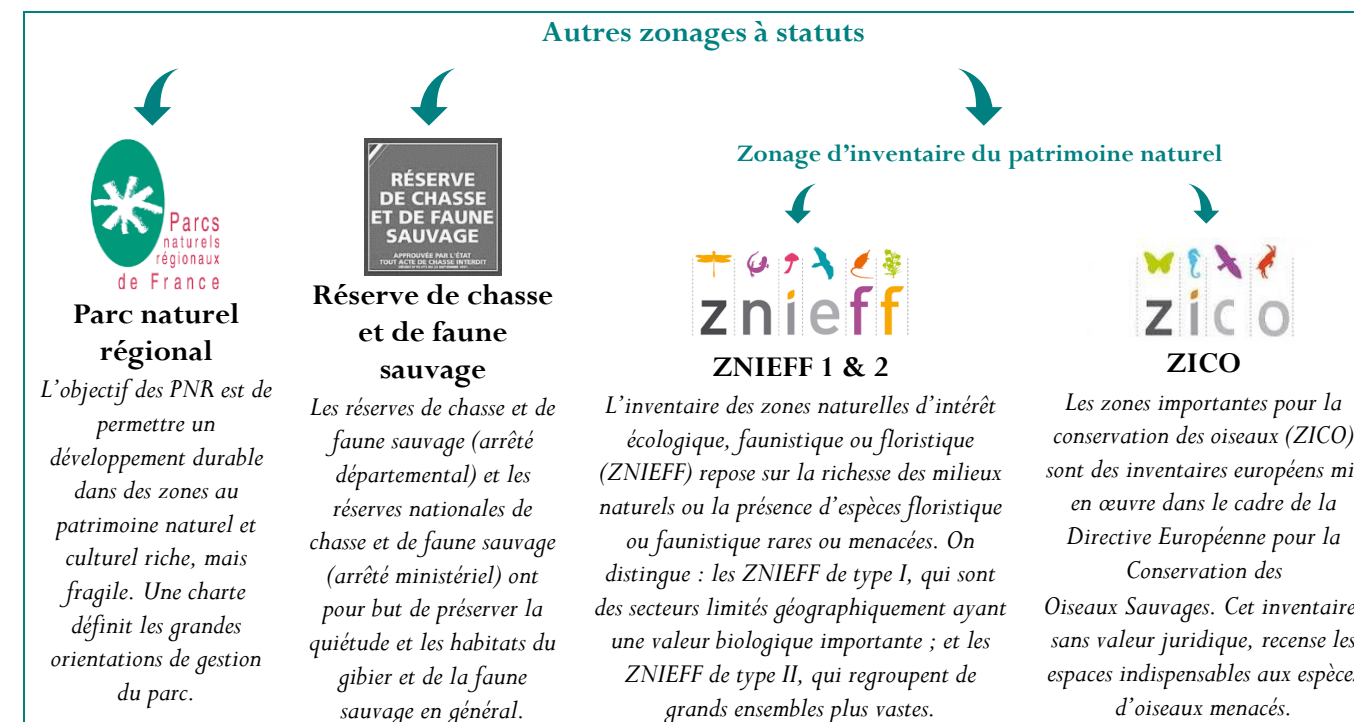 Autres zonages à statuts
Parcs
naturels
régionaux
de France
Parc naturel
régional
L'objectif des PNR est de
permettre un
développement durable
dans des zones au
patrimoine naturel et
culturel riche, mais
fragile. Une charte
définit les grandes
orientations de gestion
du parc.
RÉSERVE
DE CHASSE
ET DE FAUNE
SAUVAGE
APPROUVÉE PAR L'ÉTAT
TOUT ACTE DE CHASSE INTERDIT
Réserve de chasse
et de faune
sauvage
Les réserves de chasse et de
faune sauvage (arrêté
départemental) et les
réserves nationales de
chasse et de faune sauvage
(arrêté ministériel) ont
pour but de préserver la
quiétude et les habitats du
gibier et de la faune
sauvage en général.
Zonage d'inventaire du patrimoine naturel
znieff
ZNIEFF 1 & 2
L'inventaire des zones naturelles d'intérêt
écologique, faunistique ou floristique
(ZNIEFF) repose sur la richesse des milieux
naturels ou la présence d'espèces floristique
ou faunistique rares ou menacées. On
distingue : les ZNIEFF de type I, qui sont
des secteurs limités géographiquement ayant
une valeur biologique importante ; et les
ZNIEFF de type II, qui regroupent de
grands ensembles plus vastes.
zico
ZICO
Les zones importantes pour la
conservation des oiseaux (ZICO)
sont des inventaires européens mi
en œuvre dans le cadre de la
Directive Européenne pour la
Conservation des
Oiseaux Sauvages. Cet inventaire
sans valeur juridique, recense les
espaces indispensables aux espèce
d'oiseaux menacés.